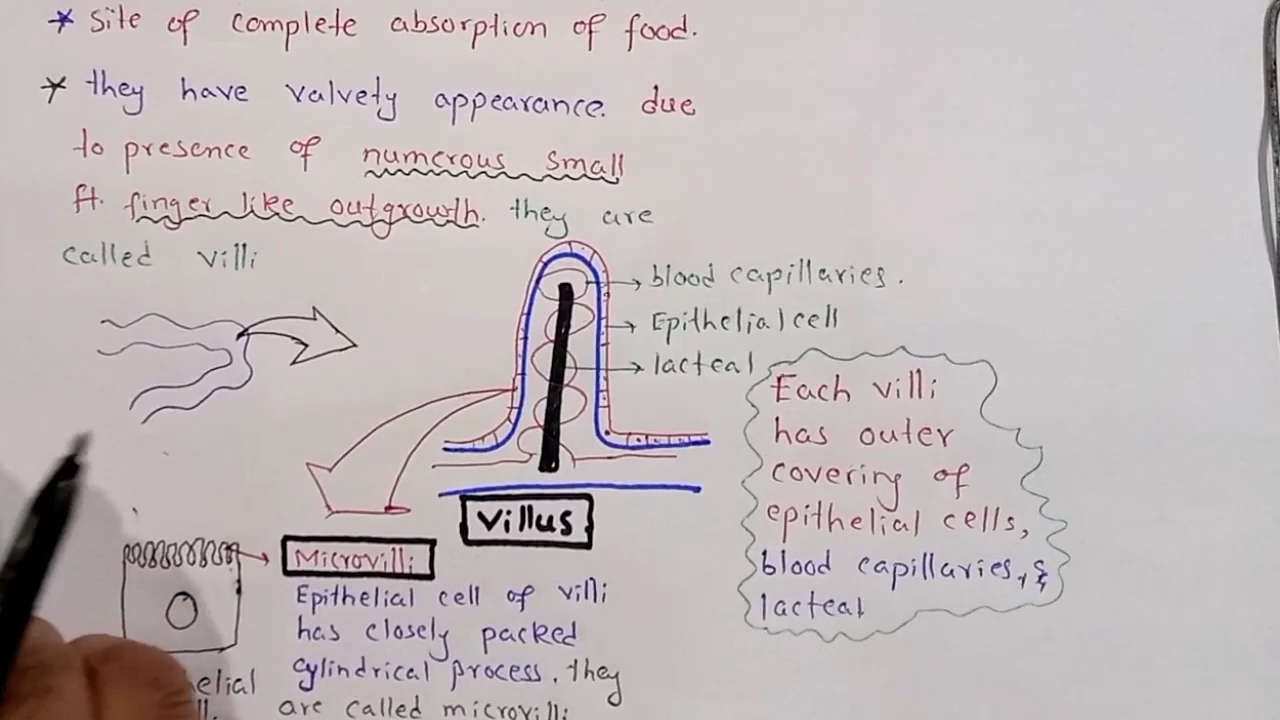 * Site of complete absorption of food.
* they have valvety appearance due
to presence of numerous small
ft. finger like outgrowth. they are
called villi
blood capillaries.
Epithelial cell
lacteal
Each villi
has outer
covering of
epithelial cells,
blood capillaries, &
lacteal
Villus
Microvilli
Epithelial cell of villi
has closely packed
cylindrical process. they
are called microvilli